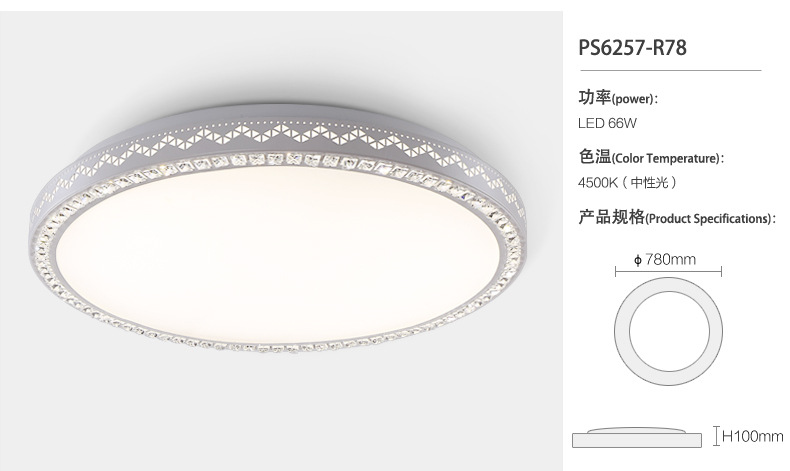 PS6257-R78
功率(power):
LED 66W
色温(Color Temperature):
4500K（中性光）
产品规格(Product Specifications):
ϕ780mm
H100mm